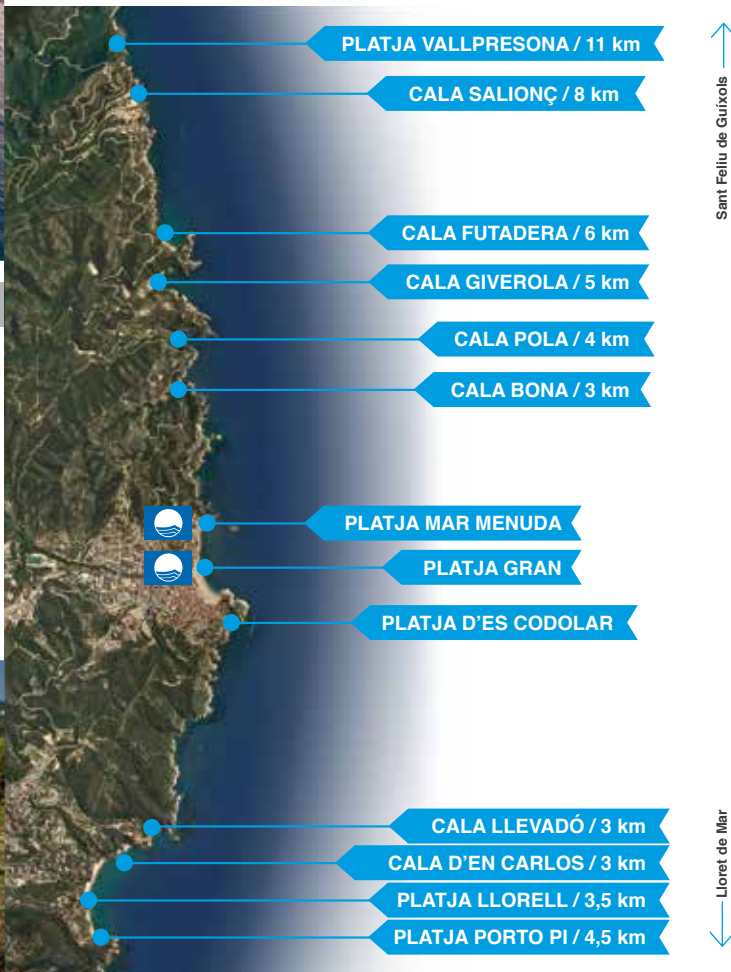 PLATJA VALLPRESONA / 11 km
CALA SALIONÇ / 8 km
Sant Feliu de Guíxols
CALA FUTADERA / 6 km
CALA GIVEROLA / 5 km
CALA POLA / 4 km
CALA BONA / 3 km
PLATJA MAR MENUDA
PLATJA GRAN
PLATJA D'ES CODOLAR
CALA LLEVADÓ / 3 km
CALA D'EN CARLOS / 3 km
PLATJA LLORELL / 3,5 km
PLATJA PORTO PI / 4,5 km
Lloret de Mar